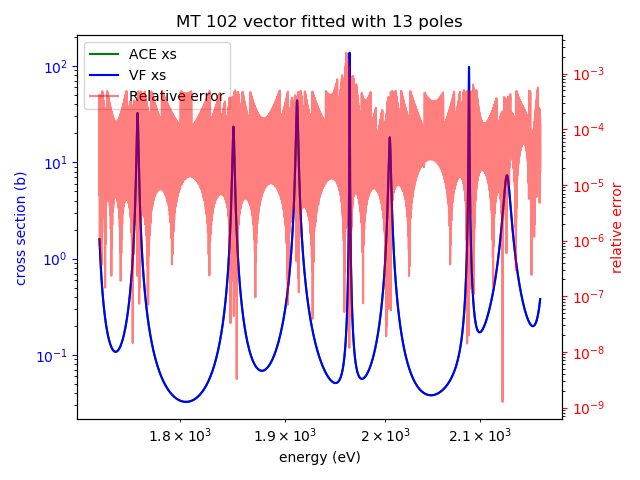 MT 102 vector fitted with 13 poles
ACE xs
VF xs
Relative error
cross section (b)
10²
10¹
10⁰
10⁻¹
10⁻³
10⁻⁴
10⁻⁵
10⁻⁶
10⁻⁷
10⁻⁸
10⁻⁹
relative error
1.8 × 10³ 1.9 × 10³ 2 × 10³ 2.1 × 10³
energy (eV)